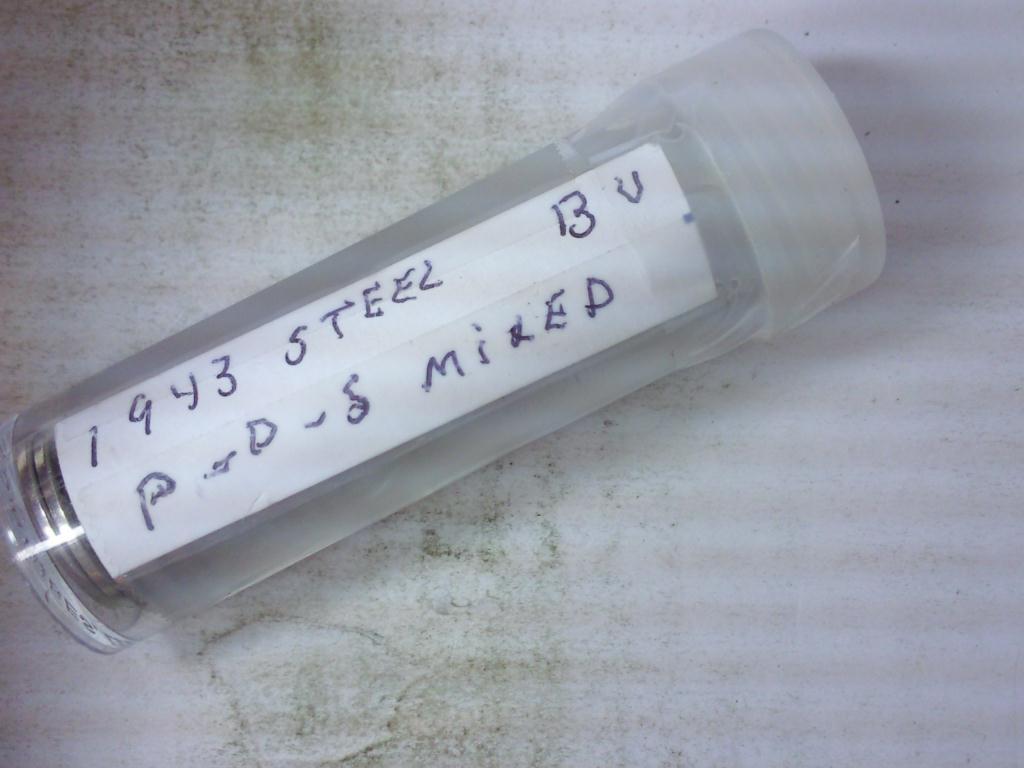 1943 STEEL BU
P-D-S MIXED